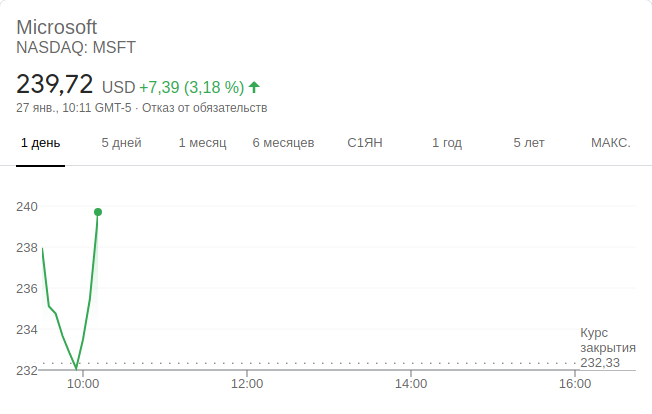 Microsoft
NASDAQ: MSFT
239,72 USD +7,39 (3,18 %)
27 янв., 10:11 GMT-5 · Отказ от обязательств
1 день 5 дней 1 месяц 6 месяцев С1ЯН 1 год 5 лет МАКС.
240
238
236
234
232
Курс
закрытия
232,33
10:00 12:00 14:00 16:00